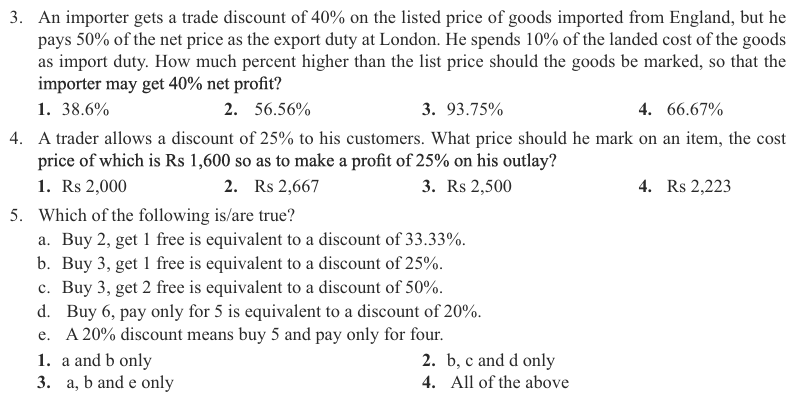 3. An importer gets a trade discount of 40% on the listed price of goods imported from England, but he
pays 50% of the net price as the export duty at London. He spends 10% of the landed cost of the goods
as import duty. How much percent higher than the list price should the goods be marked, so that the
importer may get 40% net profit?
1. 38.6% 2. 56.56% 3. 93.75% 4. 66.67%
4. A trader allows a discount of 25% to his customers. What price should he mark on an item, the cost
price of which is Rs 1,600 so as to make a profit of 25% on his outlay?
1. Rs 2,000 2. Rs 2,667 3. Rs 2,500 4. Rs 2,223
5. Which of the following is/are true?
a. Buy 2, get 1 free is equivalent to a discount of 33.33%.
b. Buy 3, get 1 free is equivalent to a discount of 25%.
c. Buy 3, get 2 free is equivalent to a discount of 50%.
d. Buy 6, pay only for 5 is equivalent to a discount of 20%.
e. A 20% discount means buy 5 and pay only for four.
1. a and b only 2. b, c and d only
3. a, b and e only 4. All of the above